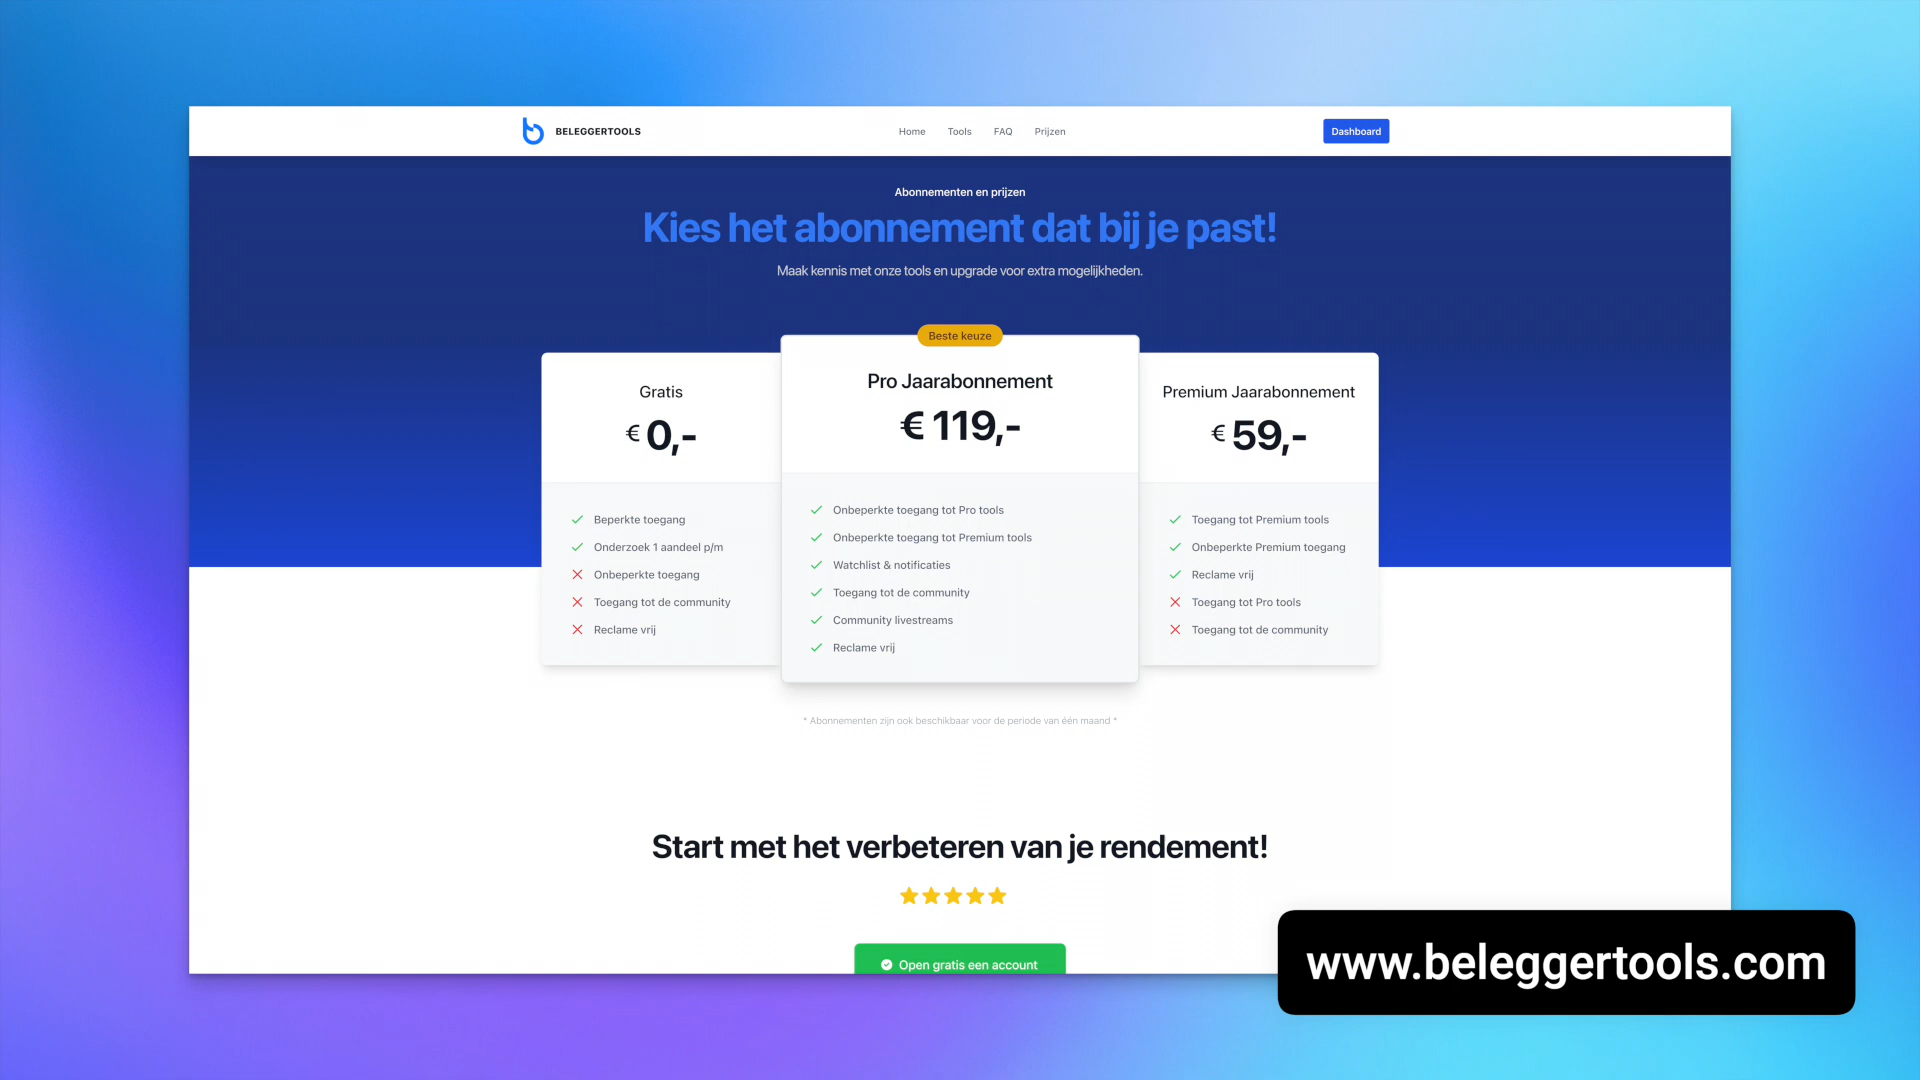 BELEGGERTOOLS
Home
Tools
FAQ
Prijzen
Dashboard
Abonnementen en prijzen
Kies het abonnement dat bij je past!
Maak kennis met onze tools en upgrade voor extra mogelijkheden.
Gratis
€ 0,-
Beperkte toegang
Onderzoek 1 aandeel p/m
Onbeperkte toegang
Toegang tot de community
Reclame vrij
Beste keuze
Pro Jaarabonnement
€ 119,-
Onbeperkte toegang tot Pro tools
Onbeperkte toegang tot Premium tools
Watchlist & notificaties
Toegang tot de community
Community livestreams
Reclame vrij
Premium Jaarabonnement
€ 59,-
Toegang tot Premium tools
Onbeperkte Premium toegang
Reclame vrij
Toegang tot Pro tools
Toegang tot de community
* Abonnementen zijn ook beschikbaar voor de periode van één maand *
Start met het verbeteren van je rendement!
Open gratis een account
www.beleggertools.com